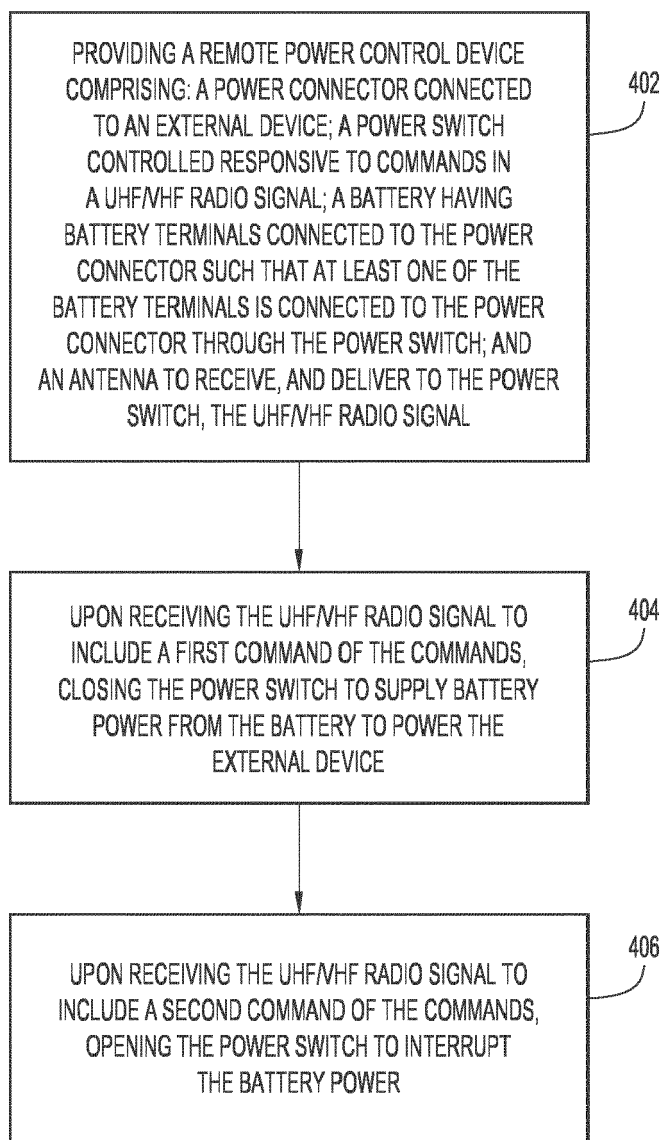 PROVIDING A REMOTE POWER CONTROL DEVICE
COMPRISING: A POWER CONNECTOR CONNECTED
TO AN EXTERNAL DEVICE; A POWER SWITCH
CONTROLLED RESPONSIVE TO COMMANDS IN
A UHF/VHF RADIO SIGNAL; A BATTERY HAVING
BATTERY TERMINALS CONNECTED TO THE POWER
CONNECTOR SUCH THAT AT LEAST ONE OF THE
BATTERY TERMINALS IS CONNECTED TO THE POWER
CONNECTOR THROUGH THE POWER SWITCH; AND
AN ANTENNA TO RECEIVE, AND DELIVER TO THE POWER
SWITCH, THE UHF/VHF RADIO SIGNAL
402
UPON RECEIVING THE UHF/VHF RADIO SIGNAL TO
INCLUDE A FIRST COMMAND OF THE COMMANDS,
CLOSING THE POWER SWITCH TO SUPPLY BATTERY
POWER FROM THE BATTERY TO POWER THE
EXTERNAL DEVICE
404
UPON RECEIVING THE UHF/VHF RADIO SIGNAL TO
INCLUDE A SECOND COMMAND OF THE COMMANDS,
OPENING THE POWER SWITCH TO INTERRUPT
THE BATTERY POWER
406